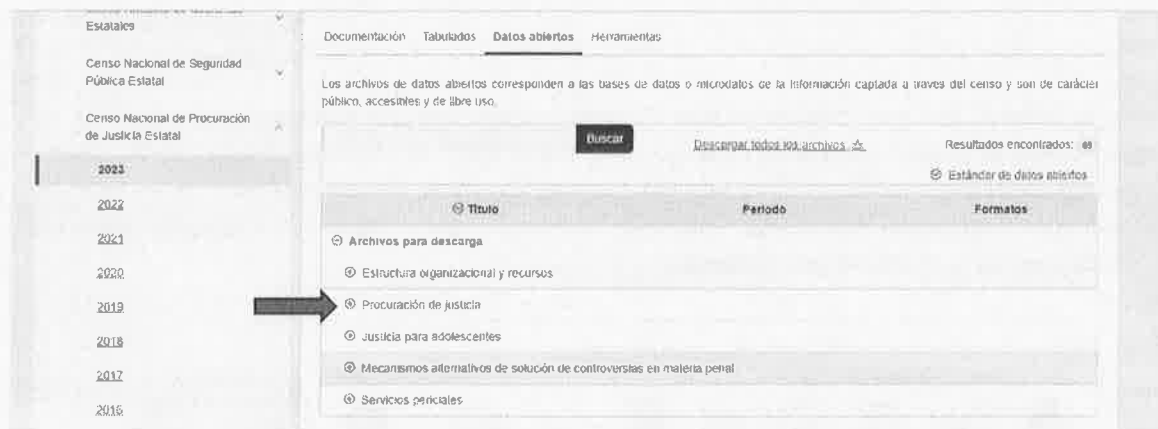 Estatales
Censo Nacional de Seguridad
Pública Estatal
Censo Nacional de Procuración
de Justicia Estatal
2023
2022
2021
2020
2019
2018
2017
2016
Documentación Tabulados Datos abiertos Herramientas
Los archivos de datos abiertos corresponden a las bases de datos o microdatos de la información captada a través del censo y son de carácter
público, accesibles y de libre uso.
Buscar Descargar todos los archivos Resultados encontrados:
Estándar de datos abiertos
Título Periodo Formatos
Archivos para descarga
Estructura organizacional y recursos
Procuración de justicia
Justicia para adolescentes
Mecanismos alternativos de solución de controversias en materia penal
Servicios periciales